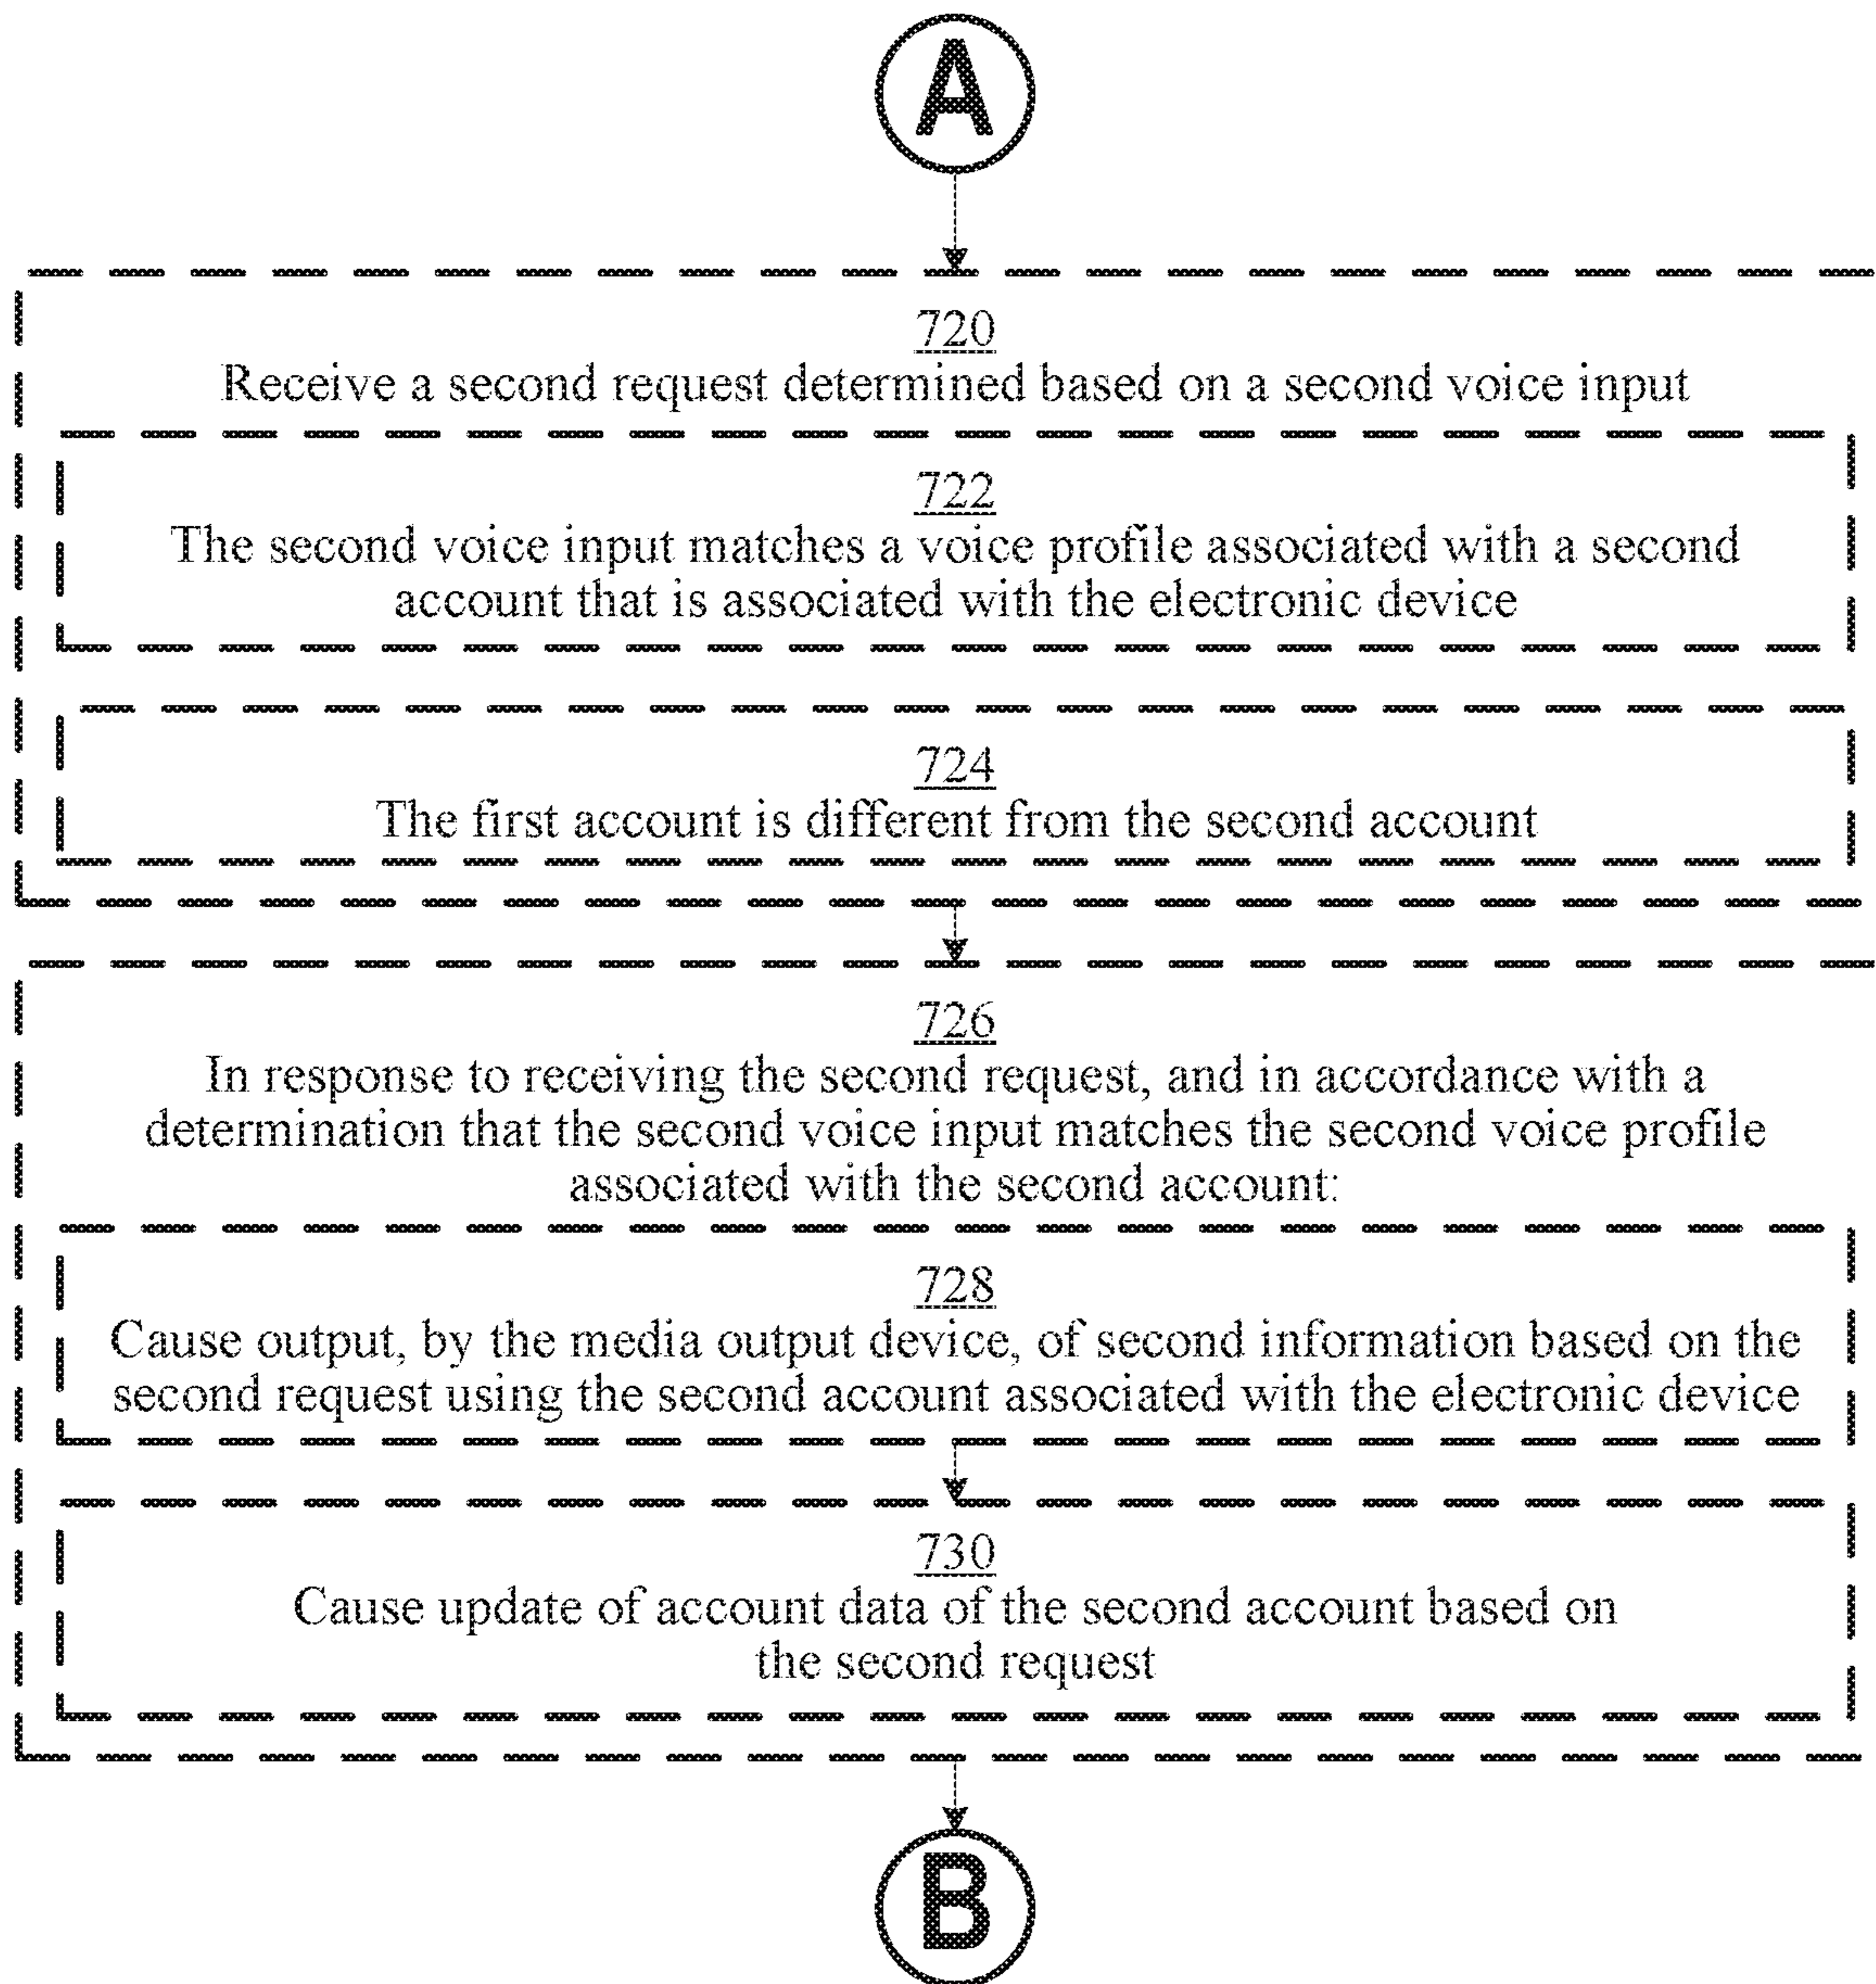 A
720
Receive a second request determined based on a second voice input
722
The second voice input matches a voice profile associated with a second
account that is associated with the electronic device
724
The first account is different from the second account
726
In response to receiving the second request, and in accordance with a
determination that the second voice input matches the second voice profile
associated with the second account:
728
Cause output, by the media output device, of second information based on the
second request using the second account associated with the electronic device
730
Cause update of account data of the second account based on
the second request
B